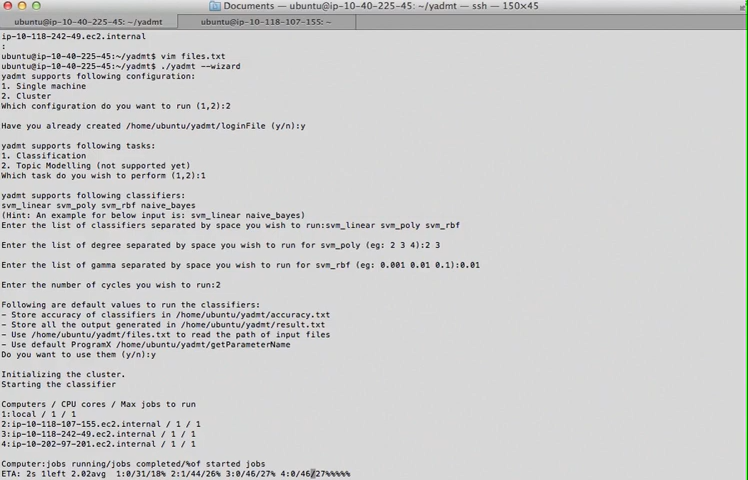 Documents — ubuntu@ip-10-40-225-45: ~/yadmt — ssh — 150×45
ubuntu@ip-10-40-225-45: ~/yadmt
ubuntu@ip-10-118-107-155: ~
ip-10-118-242-49.ec2.internal
:
ubuntu@ip-10-40-225-45:~/yadmt$ vim files.txt
ubuntu@ip-10-40-225-45:~/yadmt$ ./yadmt --wizard
yadmt supports following configuration:
1. Single machine
2. Cluster
Which configuration do you want to run (1,2):2
Have you already created /home/ubuntu/yadmt/loginFile (y/n):y
yadmt supports following tasks:
1. Classification
2. Topic Modelling (not supported yet)
Which task do you wish to perform (1,2):1
yadmt supports following classifiers:
svm_linear svm_poly svm_rbf naive_bayes
(Hint: An example for below input is: svm_linear naive_bayes)
Enter the list of classifiers separated by space you wish to run:svm_linear svm_poly svm_rbf
Enter the list of degree separated by space you wish to run for svm_poly (eg: 2 3 4):2 3
Enter the list of gamma separated by space you wish to run for svm_rbf (eg: 0.001 0.01 0.1):0.01
Enter the number of cycles you wish to run:2
Following are default values to run the classifiers:
- Store accuracy of classifiers in /home/ubuntu/yadmt/accuracy.txt
- Store all the output generated in /home/ubuntu/yadmt/result.txt
- Use /home/ubuntu/yadmt/files.txt to read the path of input files
- Use default ProgramX /home/ubuntu/yadmt/getParameterName
Do you want to use them (y/n):y
Initializing the cluster.
Starting the classifier
Computers / CPU cores / Max jobs to run
1:local / 1 / 1
2:ip-10-118-107-155.ec2.internal / 1 / 1
3:ip-10-118-242-49.ec2.internal / 1 / 1
4:ip-10-202-97-201.ec2.internal / 1 / 1
Computer:jobs running/jobs completed/%of started jobs
ETA: 2s 1left 2.02avg  1:0/31/18%  2:1/44/26%  3:0/46/27%  4:0/46/27%%%%%